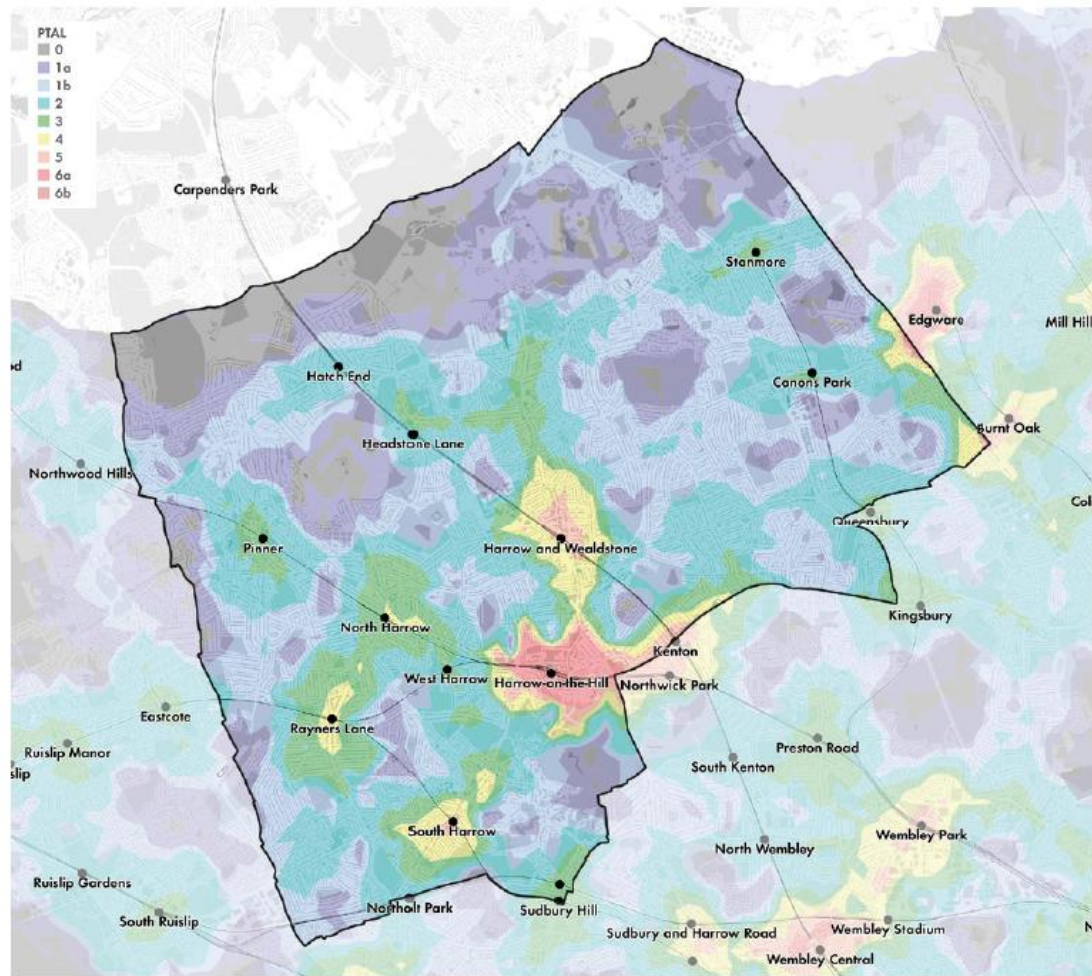 PTAL
0
1a
1b
2
3
4
5
6a
6b
Carpenders Park
Stanmore
Edgware
Mill Hill
Hatch End
Canons Park
Headstone Lane
Burnt Oak
Northwood Hills
Queensbury
Pinner
Harrow and Wealdstone
Kingsbury
North Harrow
Kenton
West Harrow
Harrow-on-the-Hill
Northwick Park
Eastcote
Rayners Lane
Ruislip Manor
Preston Road
South Kenton
South Harrow
Wembley Park
North Wembley
Ruislip Gardens
Northolt Park
Sudbury Hill
South Ruislip
Sudbury and Harrow Road
Wembley Stadium
Wembley Central